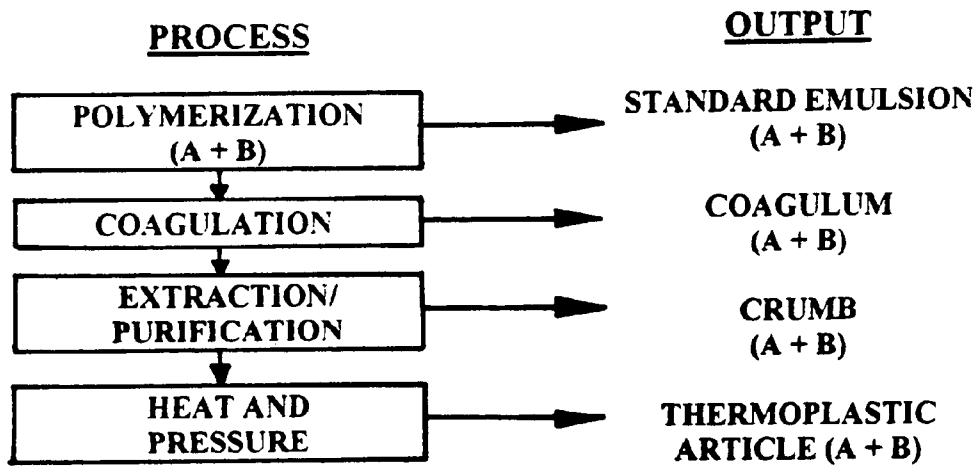 PROCESS
OUTPUT
POLYMERIZATION
(A + B)
STANDARD EMULSION
(A + B)
COAGULATION
COAGULUM
(A + B)
EXTRACTION/
PURIFICATION
CRUMB
(A + B)
HEAT AND
PRESSURE
THERMOPLASTIC
ARTICLE (A + B)